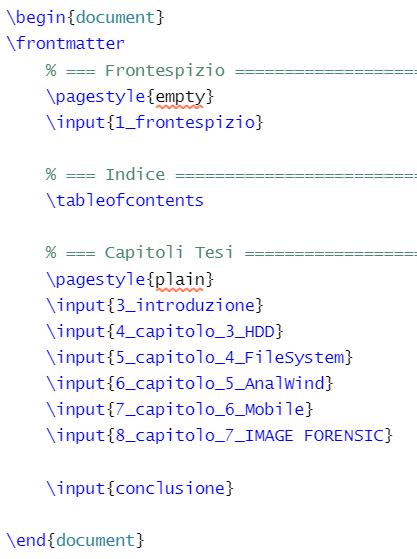 \begin{document}
\frontmatter
% === Frontespizio ===================
\pagestyle{empty}
\input{1_frontespizio}
% === Indice =========================
\tableofcontents
% === Capitoli Tesi ==================
\pagestyle{plain}
\input{3_introduzione}
\input{4_capitolo_3_HDD}
\input{5_capitolo_4_FileSystem}
\input{6_capitolo_5_AnalWind}
\input{7_capitolo_6_Mobile}
\input{8_capitolo_7_IMAGE FORENSIC}
\input{conclusione}
\end{document}